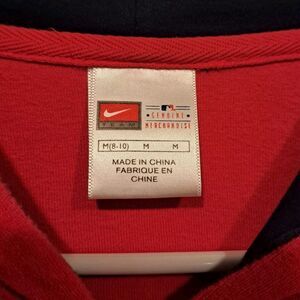 TEAM
GENUINE
MERCHANDISE
M(8-10) M M
MADE IN CHINA
FABRIQUE EN
CHINE